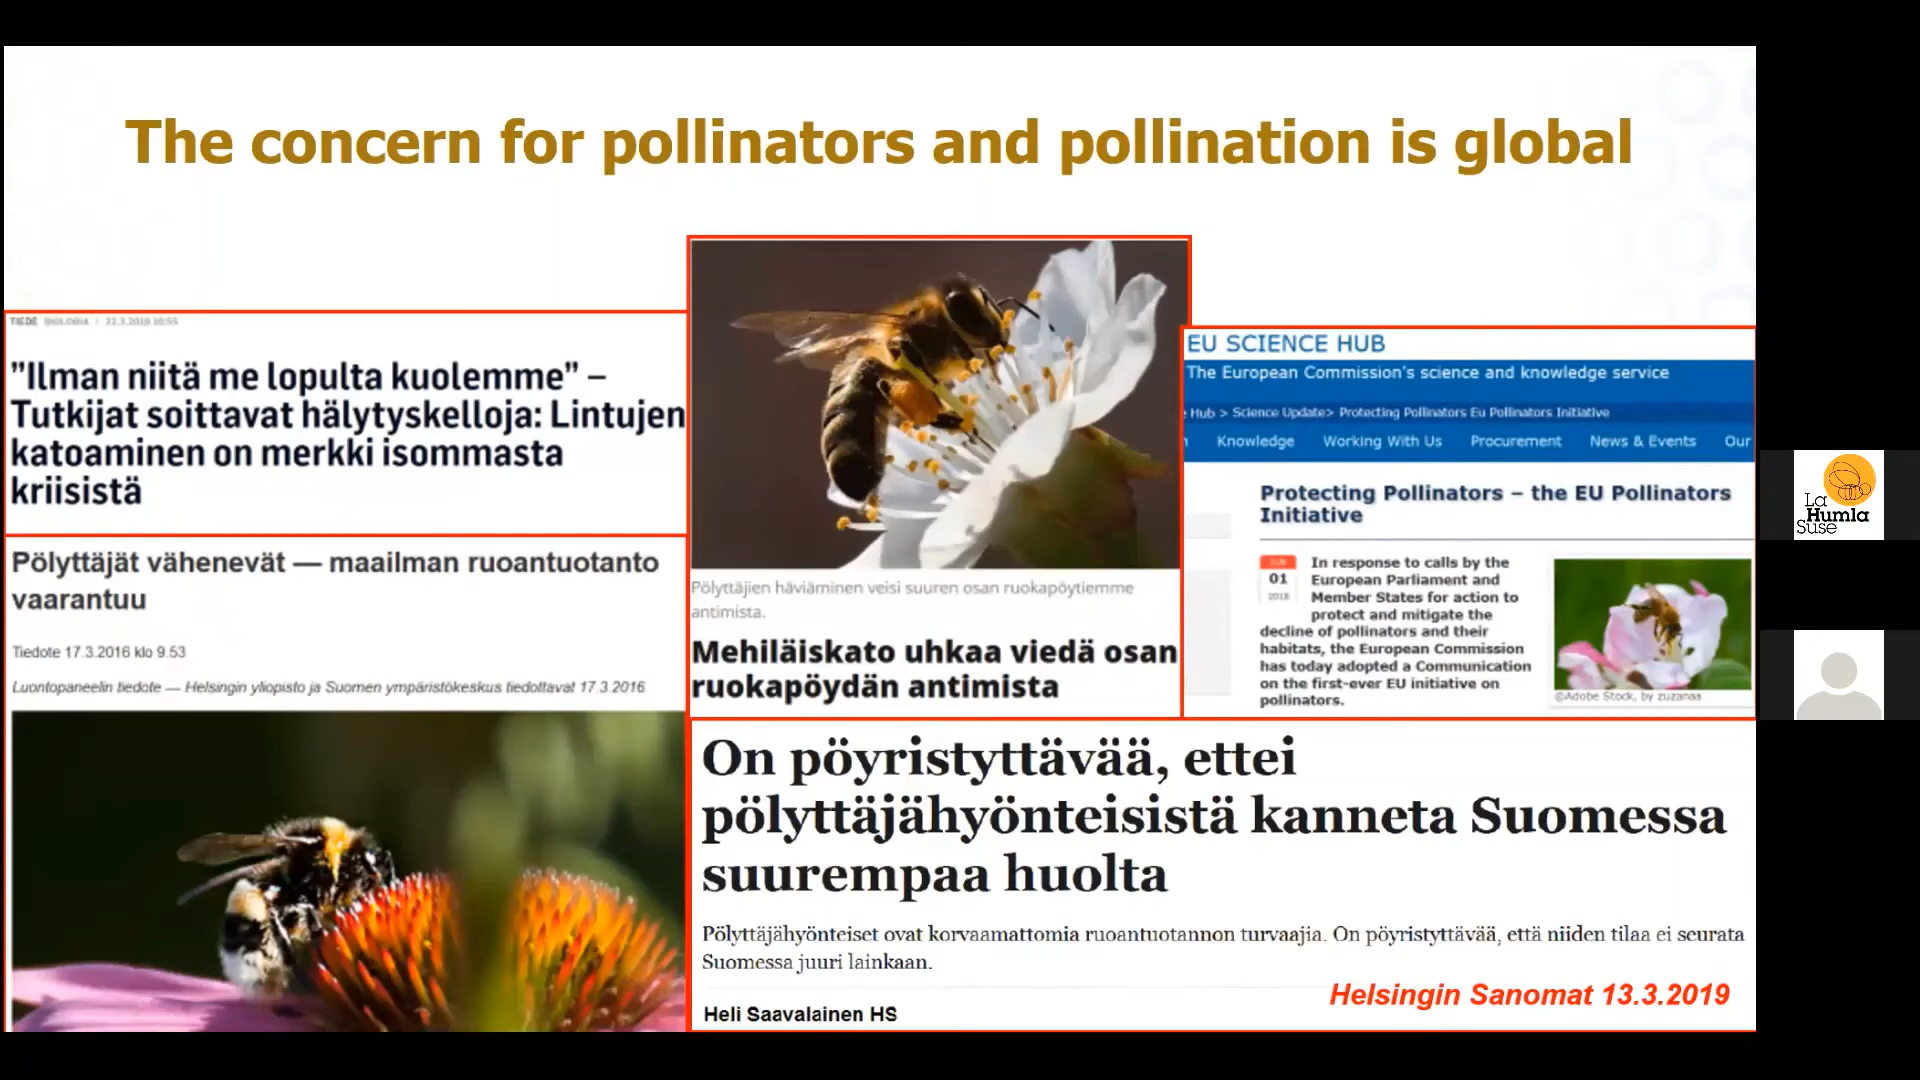 The concern for pollinators and pollination is global
TIEDE BIOLOGIA | 22.3.2018 10:55
"Ilman niitä me lopulta kuolemme" –
Tutkijat soittavat hälytyskelloja: Lintujen
katoaminen on merkki isommasta
kriisistä
Pölyttäjät vähenevät — maailman ruoantuotanto
vaarantuu
Tiedote 17.3.2016 klo 9.53
Luontopaneelin tiedote — Helsingin yliopisto ja Suomen ympäristökeskus tiedottavat 17.3.2016
Pölyttäjien häviäminen veisi suuren osan ruokapöytiemme
antimista.
Mehiläiskato uhkaa viedä osan
ruokapöydän antimista
EU SCIENCE HUB
The European Commission's science and knowledge service
Hub > Science Update> Protecting Pollinators Eu Pollinators Initiative
Knowledge Working With Us Procurement News & Events Our
Protecting Pollinators – the EU Pollinators
Initiative
JUN
01
2018
In response to calls by the
European Parliament and
Member States for action to
protect and mitigate the
decline of pollinators and their
habitats, the European Commission
has today adopted a Communication
on the first-ever EU initiative on
pollinators.
©Adobe Stock, by zuzanaa
On pöyristyttävää, ettei
pölyttäjähyönteisistä kanneta Suomessa
suurempaa huolta
Pölyttäjähyönteiset ovat korvaamattomia ruoantuotannon turvaajia. On pöyristyttävää, että niiden tilaa ei seurata
Suomessa juuri lainkaan.
Helsingin Sanomat 13.3.2019
Heli Saavalainen HS
La
Humla
Suse